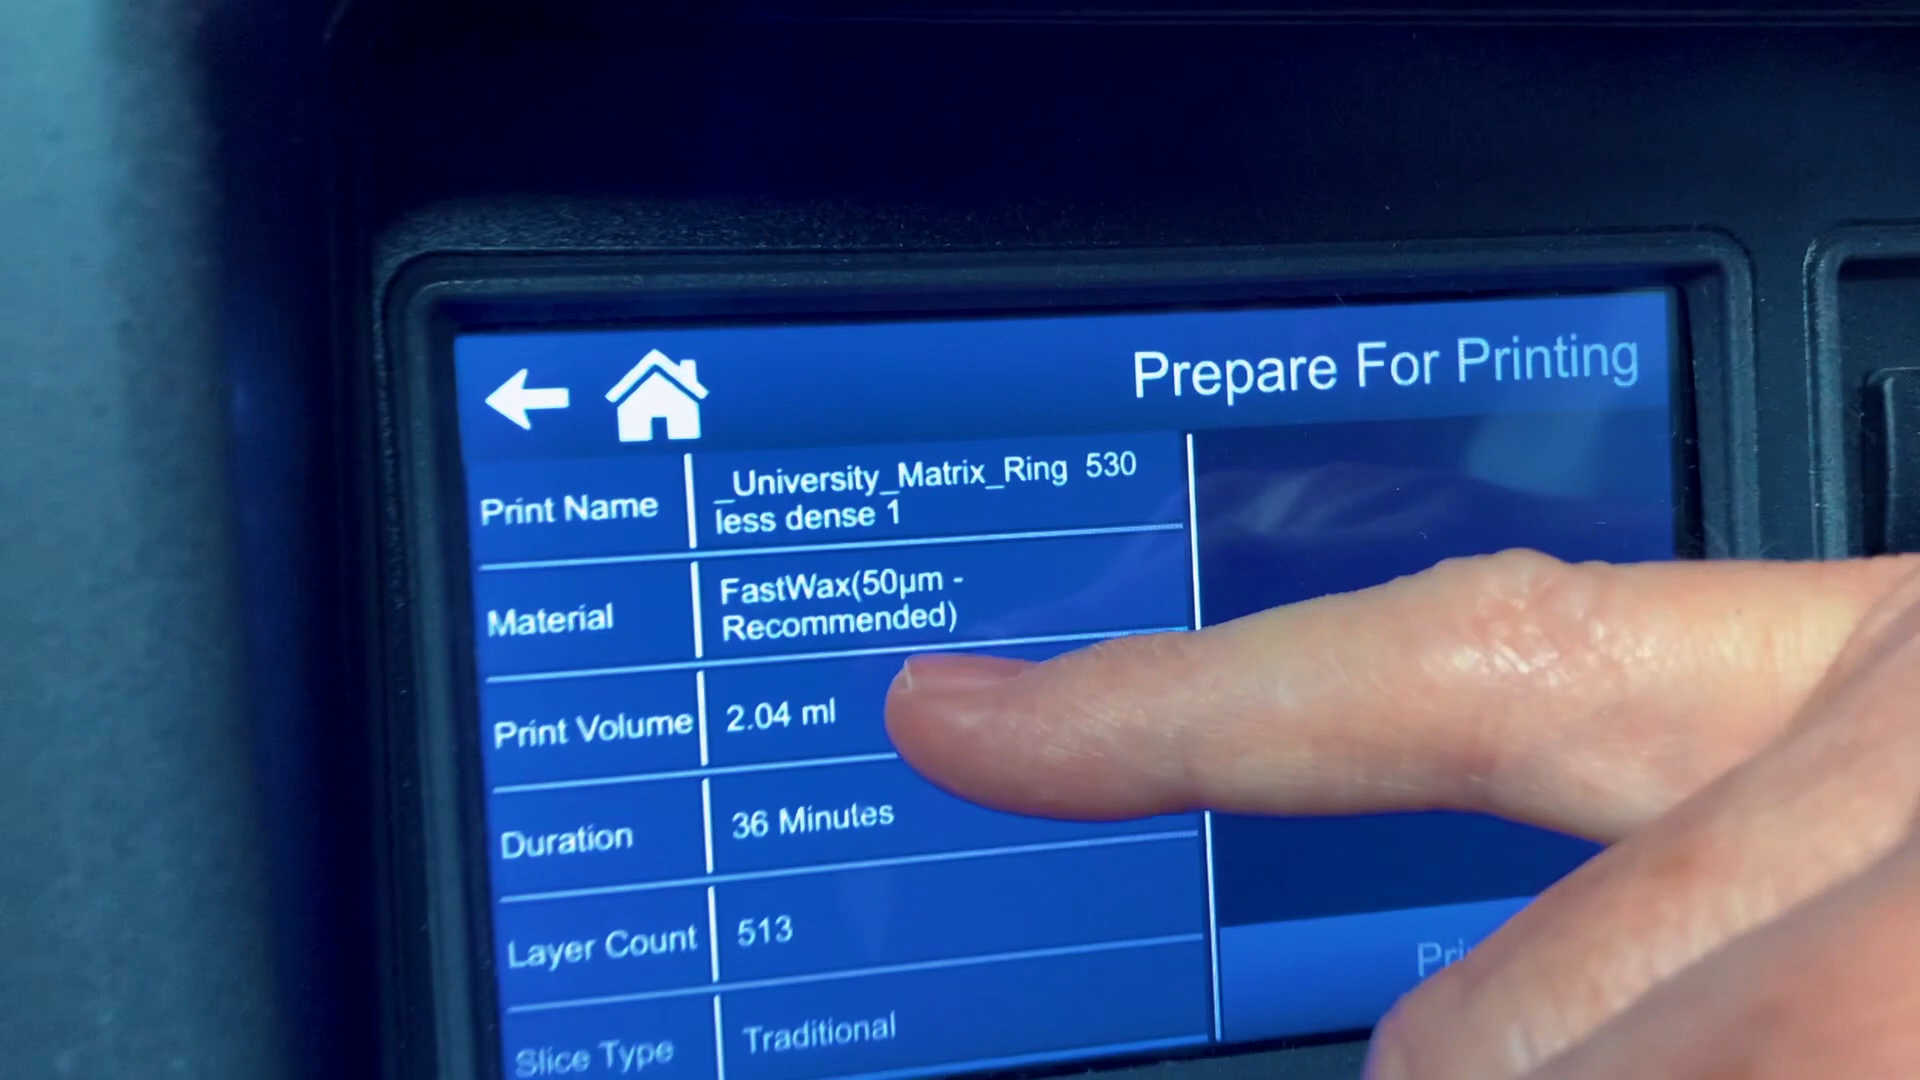 Prepare For Printing
Print Name
_University_Matrix_Ring 530
less dense 1
Material
FastWax(50µm -
Recommended)
Print Volume
2.04 ml
Duration
36 Minutes
Layer Count
513
Slice Type
Traditional